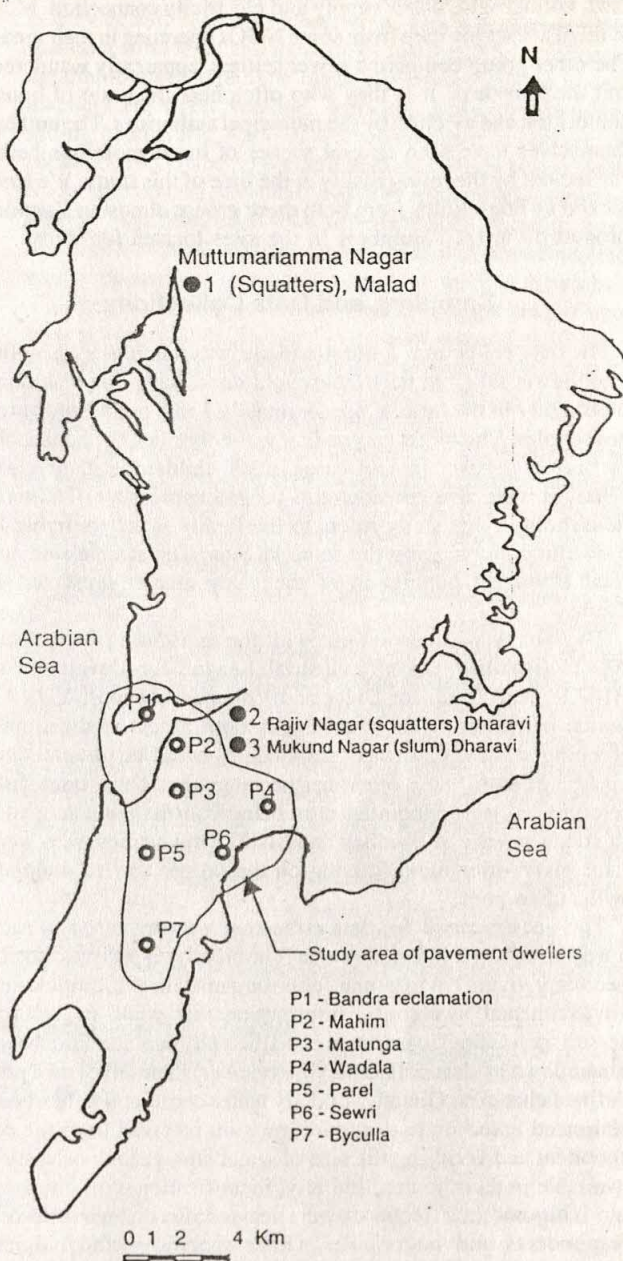 N
Muttumariamma Nagar
1 (Squatters), Malad
Arabian
Sea
P1
2
Rajiv Nagar (squatters) Dharavi
P2
3 Mukund Nagar (slum) Dharavi
P3
P4
Arabian
Sea
P5
P6
P7
Study area of pavement dwellers
P1 - Bandra reclamation
P2 - Mahim
P3 - Matunga
P4 - Wadala
P5 - Parel
P6 - Sewri
P7 - Byculla
0 1 2 4 Km